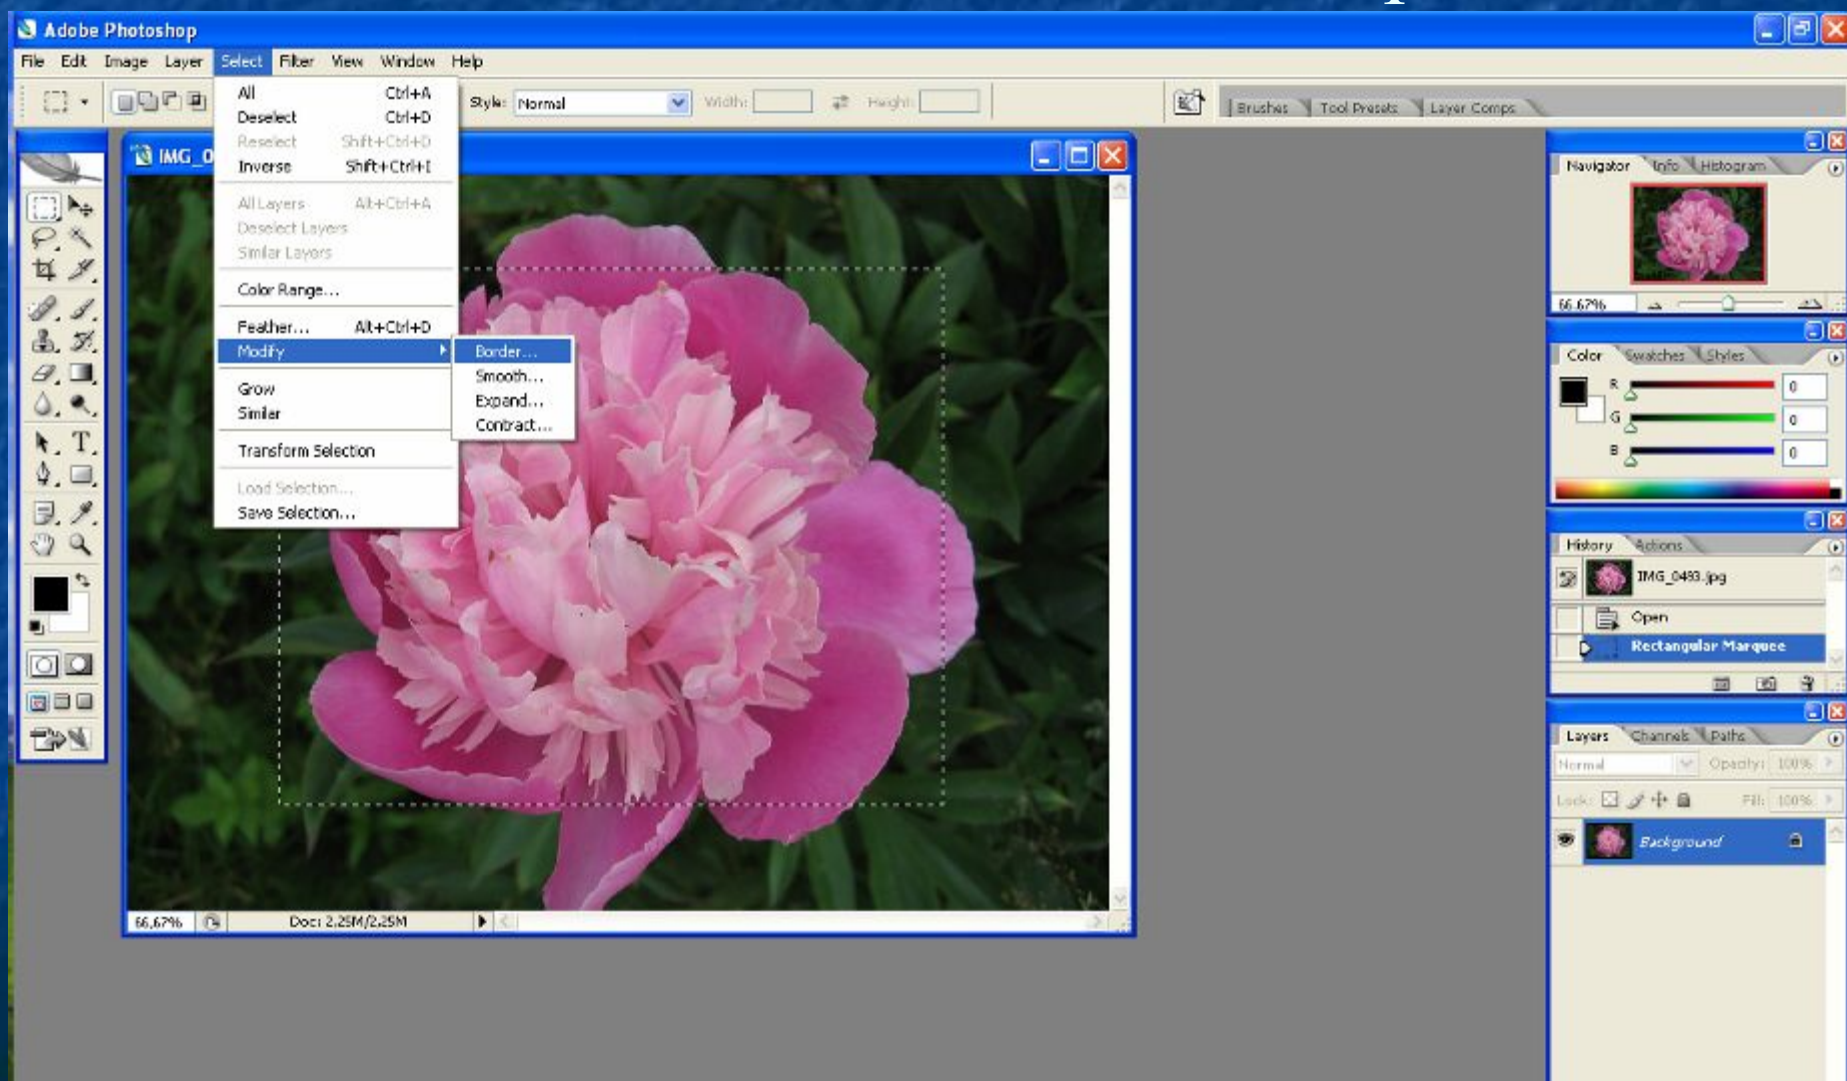 Adobe Photoshop
File Edit Image Layer Select Filter View Window Help
Style: Normal Width: Height:
Brushes Tool Presets Layer Comps
All Ctrl+A
Deselect Ctrl+D
Reselect Shift+Ctrl+D
Inverse Shift+Ctrl+I
All Layers Alt+Ctrl+A
Deselect Layers
Similar Layers
Color Range...
Feather... Alt+Ctrl+D
Modify
Grow
Similar
Transform Selection
Load Selection...
Save Selection...
Border...
Smooth...
Expand...
Contract...
IMG_0
66,67%
Doc: 2,25M/2,25M
Navigator Info Histogram
66.67%
Color Swatches Styles
R 0
G 0
B 0
History Actions
IMG_0493.jpg
Open
Rectangular Marquee
Layers Channels Paths
Normal Opacity: 100%
Lock: Fill: 100%
Background